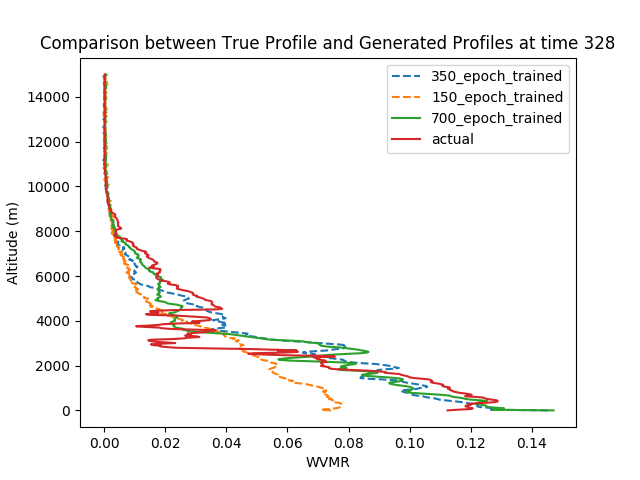 Comparison between True Profile and Generated Profiles at time 328
350_epoch_trained
150_epoch_trained
700_epoch_trained
actual
Altitude (m)
14000
12000
10000
8000
6000
4000
2000
0
0.00 0.02 0.04 0.06 0.08 0.10 0.12 0.14
WVMR